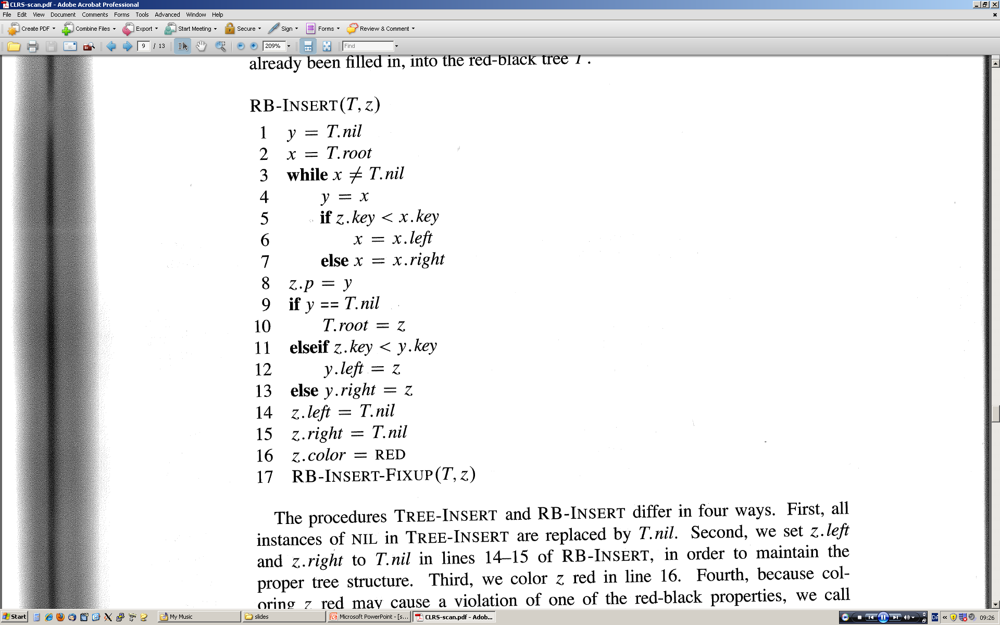 CLRS-scan.pdf - Adobe Acrobat Professional
File Edit View Document Comments Forms Tools Advanced Window Help
Create PDF Combine Files Export Start Meeting Secure Sign Forms Review & Comment
9 / 13 209% Find
already been filled in, into the red-black tree T.
RB-INSERT(T, z)
1 y = T.nil
2 x = T.root
3 while x ≠ T.nil
4 y = x
5 if z.key < x.key
6 x = x.left
7 else x = x.right
8 z.p = y
9 if y == T.nil
10 T.root = z
11 elseif z.key < y.key
12 y.left = z
13 else y.right = z
14 z.left = T.nil
15 z.right = T.nil
16 z.color = RED
17 RB-INSERT-FIXUP(T, z)
The procedures TREE-INSERT and RB-INSERT differ in four ways. First, all
instances of NIL in TREE-INSERT are replaced by T.nil. Second, we set z.left
and z.right to T.nil in lines 14–15 of RB-INSERT, in order to maintain the
proper tree structure. Third, we color z red in line 16. Fourth, because col-
oring z red may cause a violation of one of the red-black properties, we call
Start My Music slides Microsoft PowerPoint - [s... CLRS-scan.pdf - Adob... DA « 09:26